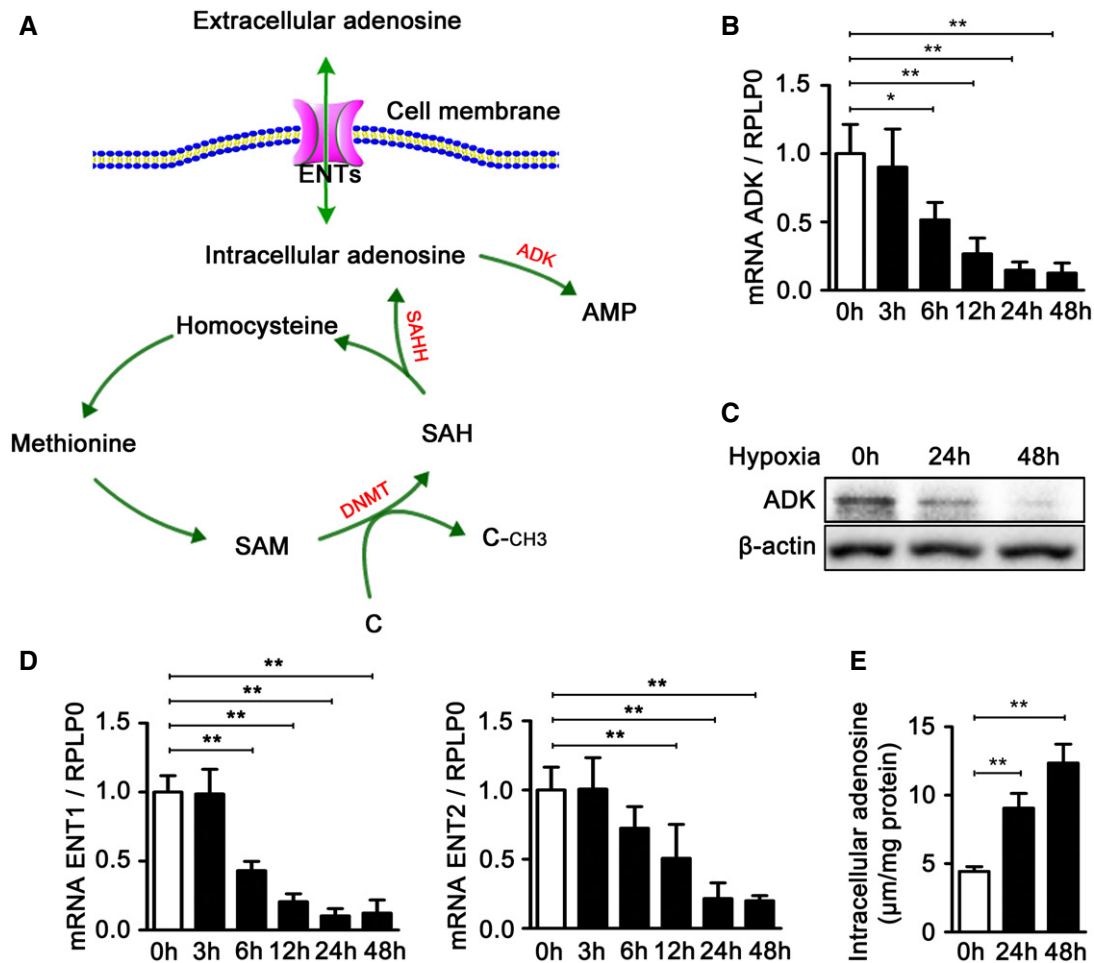 A
Extracellular adenosine
Cell membrane
ENTs
Intracellular adenosine
ADK
AMP
Homocysteine
SAHH
Methionine
SAH
DNMT
SAM
C-CH3
C
B
mRNA ADK / RPLP0
**
**
**
*
1.5
1.0
0.5
0.0
0h 3h 6h 12h 24h 48h
C
Hypoxia 0h 24h 48h
ADK
β-actin
D
mRNA ENT1 / RPLP0
**
**
**
**
1.5
1.0
0.5
0.0
0h 3h 6h 12h 24h 48h
mRNA ENT2 / RPLP0
**
**
**
1.5
1.0
0.5
0.0
0h 3h 6h 12h 24h 48h
E
Intracellular adenosine
(µm/mg protein)
**
**
15
10
5
0
0h 24h 48h